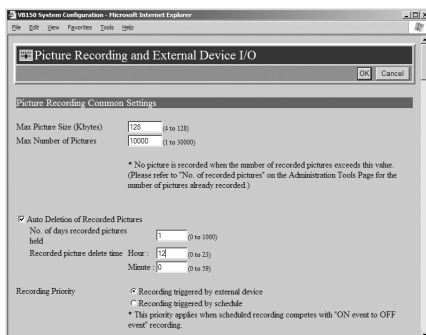 VB150 System Configuration - Microsoft Internet Explorer
File Edit View Favorites Tools Help
Picture Recording and External Device I/O
OK Cancel
Picture Recording Common Settings
Max Picture Size (Kbytes) 128 (4 to 128)
Max Number of Pictures 10000 (1 to 30000)
* No picture is recorded when the number of recorded pictures exceeds this value.
(Please refer to "No. of recorded pictures" on the Administration Tools Page for the
number of pictures already recorded.)
Auto Deletion of Recorded Pictures
No. of days recorded pictures
held 1 (0 to 1000)
Recorded picture delete time Hour : 12 (0 to 23)
Minute : 0 (0 to 59)
Recording Priority Recording triggered by external device
Recording triggered by schedule
* This priority applies when scheduled recording competes with "ON event to OFF
event" recording.